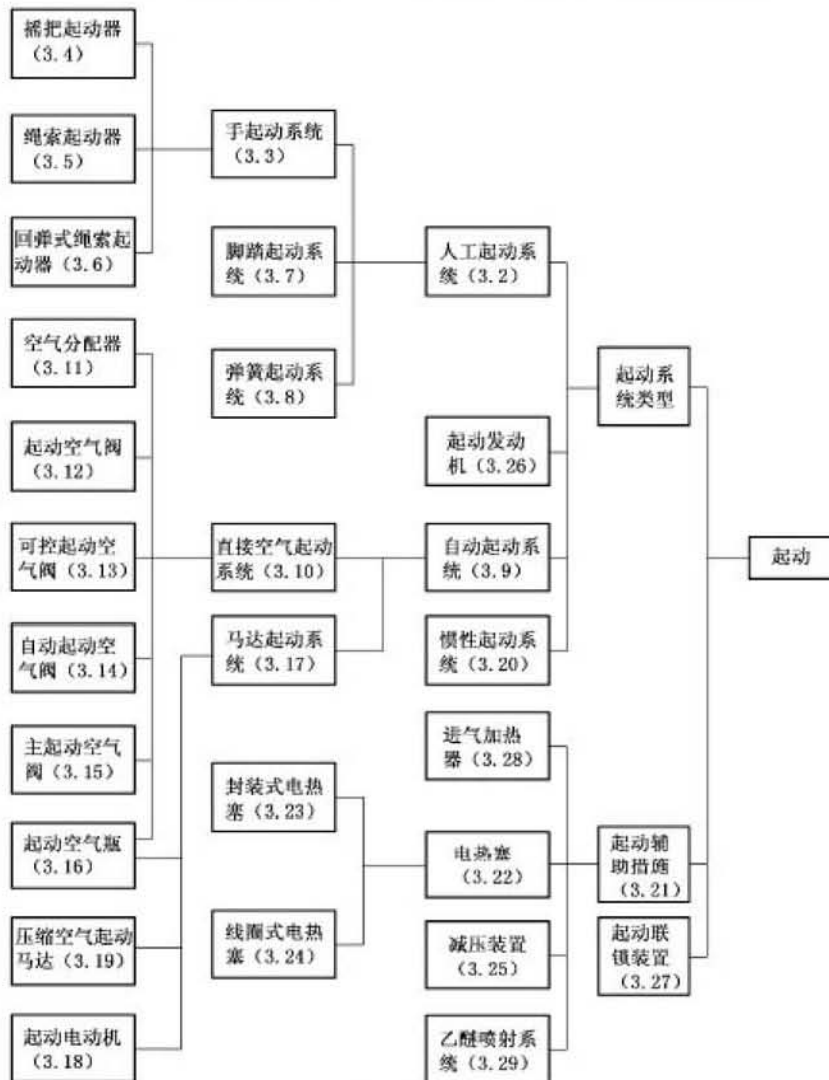 摇把起动器
（3.4）
绳索起动器
（3.5）
回弹式绳索起
动器（3.6）
空气分配器
（3.11）
起动空气阀
（3.12）
可控起动空
气阀（3.13）
自动起动空
气阀（3.14）
主起动空气
阀（3.15）
起动空气瓶
（3.16）
压缩空气起动
马达（3.19）
起动电动机
（3.18）
手起动系统
（3.3）
脚踏起动系
统（3.7）
弹簧起动系
统（3.8）
直接空气起动
系统（3.10）
马达起动系
统（3.17）
封装式电热
塞（3.23）
线圈式电热
塞（3.24）
人工起动系
统（3.2）
起动发动
机（3.26）
自动起动系
统（3.9）
惯性起动系
统（3.20）
进气加热
器（3.28）
电热塞
（3.22）
减压装置
（3.25）
乙醚喷射系
统（3.29）
起动系
统类型
起动辅
助措施
（3.21）
起动联
锁装置
（3.27）
起动